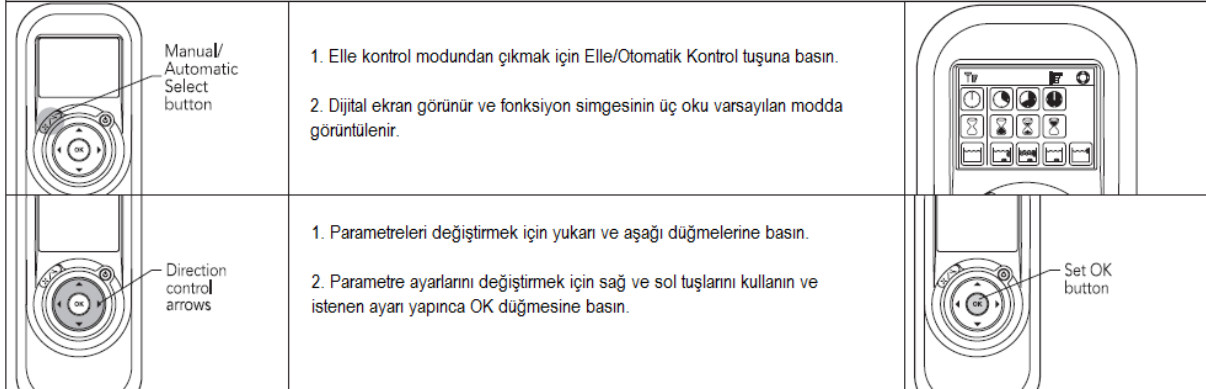 Manual/
Automatic
Select
button
1. Elle kontrol modundan çıkmak için Elle/Otomatik Kontrol tuşuna basın.
2. Dijital ekran görünür ve fonksiyon simgesinin üç oku varsayılan modda
görüntülenir.
OK
Direction
control
arrows
OK
1. Parametreleri değiştirmek için yukarı ve aşağı düğmelerine basın.
2. Parametre ayarlarını değiştirmek için sağ ve sol tuşlarını kullanın ve
istenen ayarı yapınca OK düğmesine basın.
Set OK
button
OK